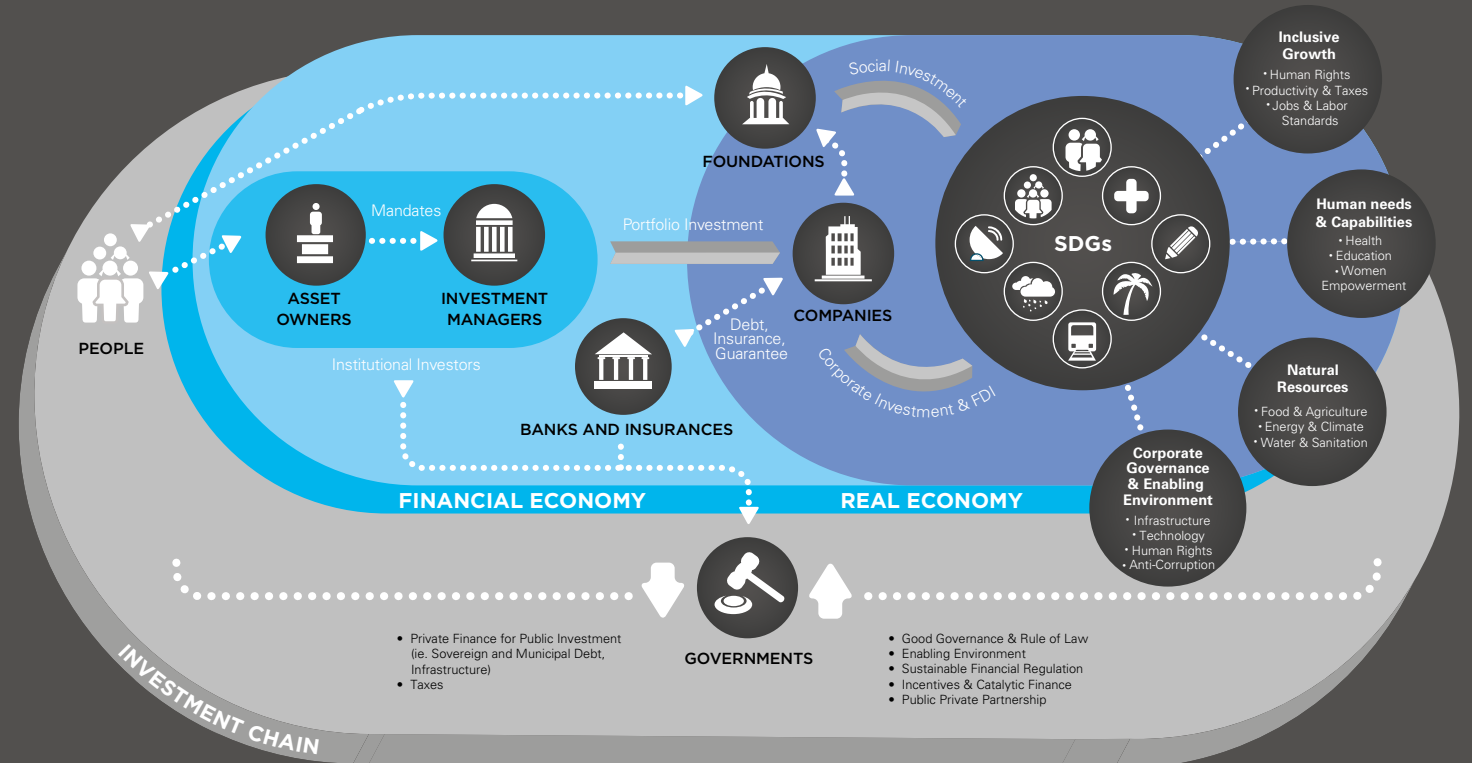 Inclusive
Growth
• Human Rights
• Productivity & Taxes
• Jobs & Labor
Standards
Social Investment
FOUNDATIONS
Mandates
ASSET
OWNERS
INVESTMENT
MANAGERS
Institutional Investors
PEOPLE
Portfolio Investment
COMPANIES
Debt,
Insurance,
Guarantee
BANKS AND INSURANCES
Corporate Investment & FDI
SDGs
Human needs
& Capabilities
• Health
• Education
• Women
Empowerment
Natural
Resources
• Food & Agriculture
• Energy & Climate
• Water & Sanitation
Corporate
Governance
& Enabling
Environment
• Infrastructure
• Technology
• Human Rights
• Anti-Corruption
FINANCIAL ECONOMY
REAL ECONOMY
GOVERNMENTS
• Private Finance for Public Investment
(ie. Sovereign and Municipal Debt,
Infrastructure)
• Taxes
• Good Governance & Rule of Law
• Enabling Environment
• Sustainable Financial Regulation
• Incentives & Catalytic Finance
• Public Private Partnership
INVESTMENT CHAIN